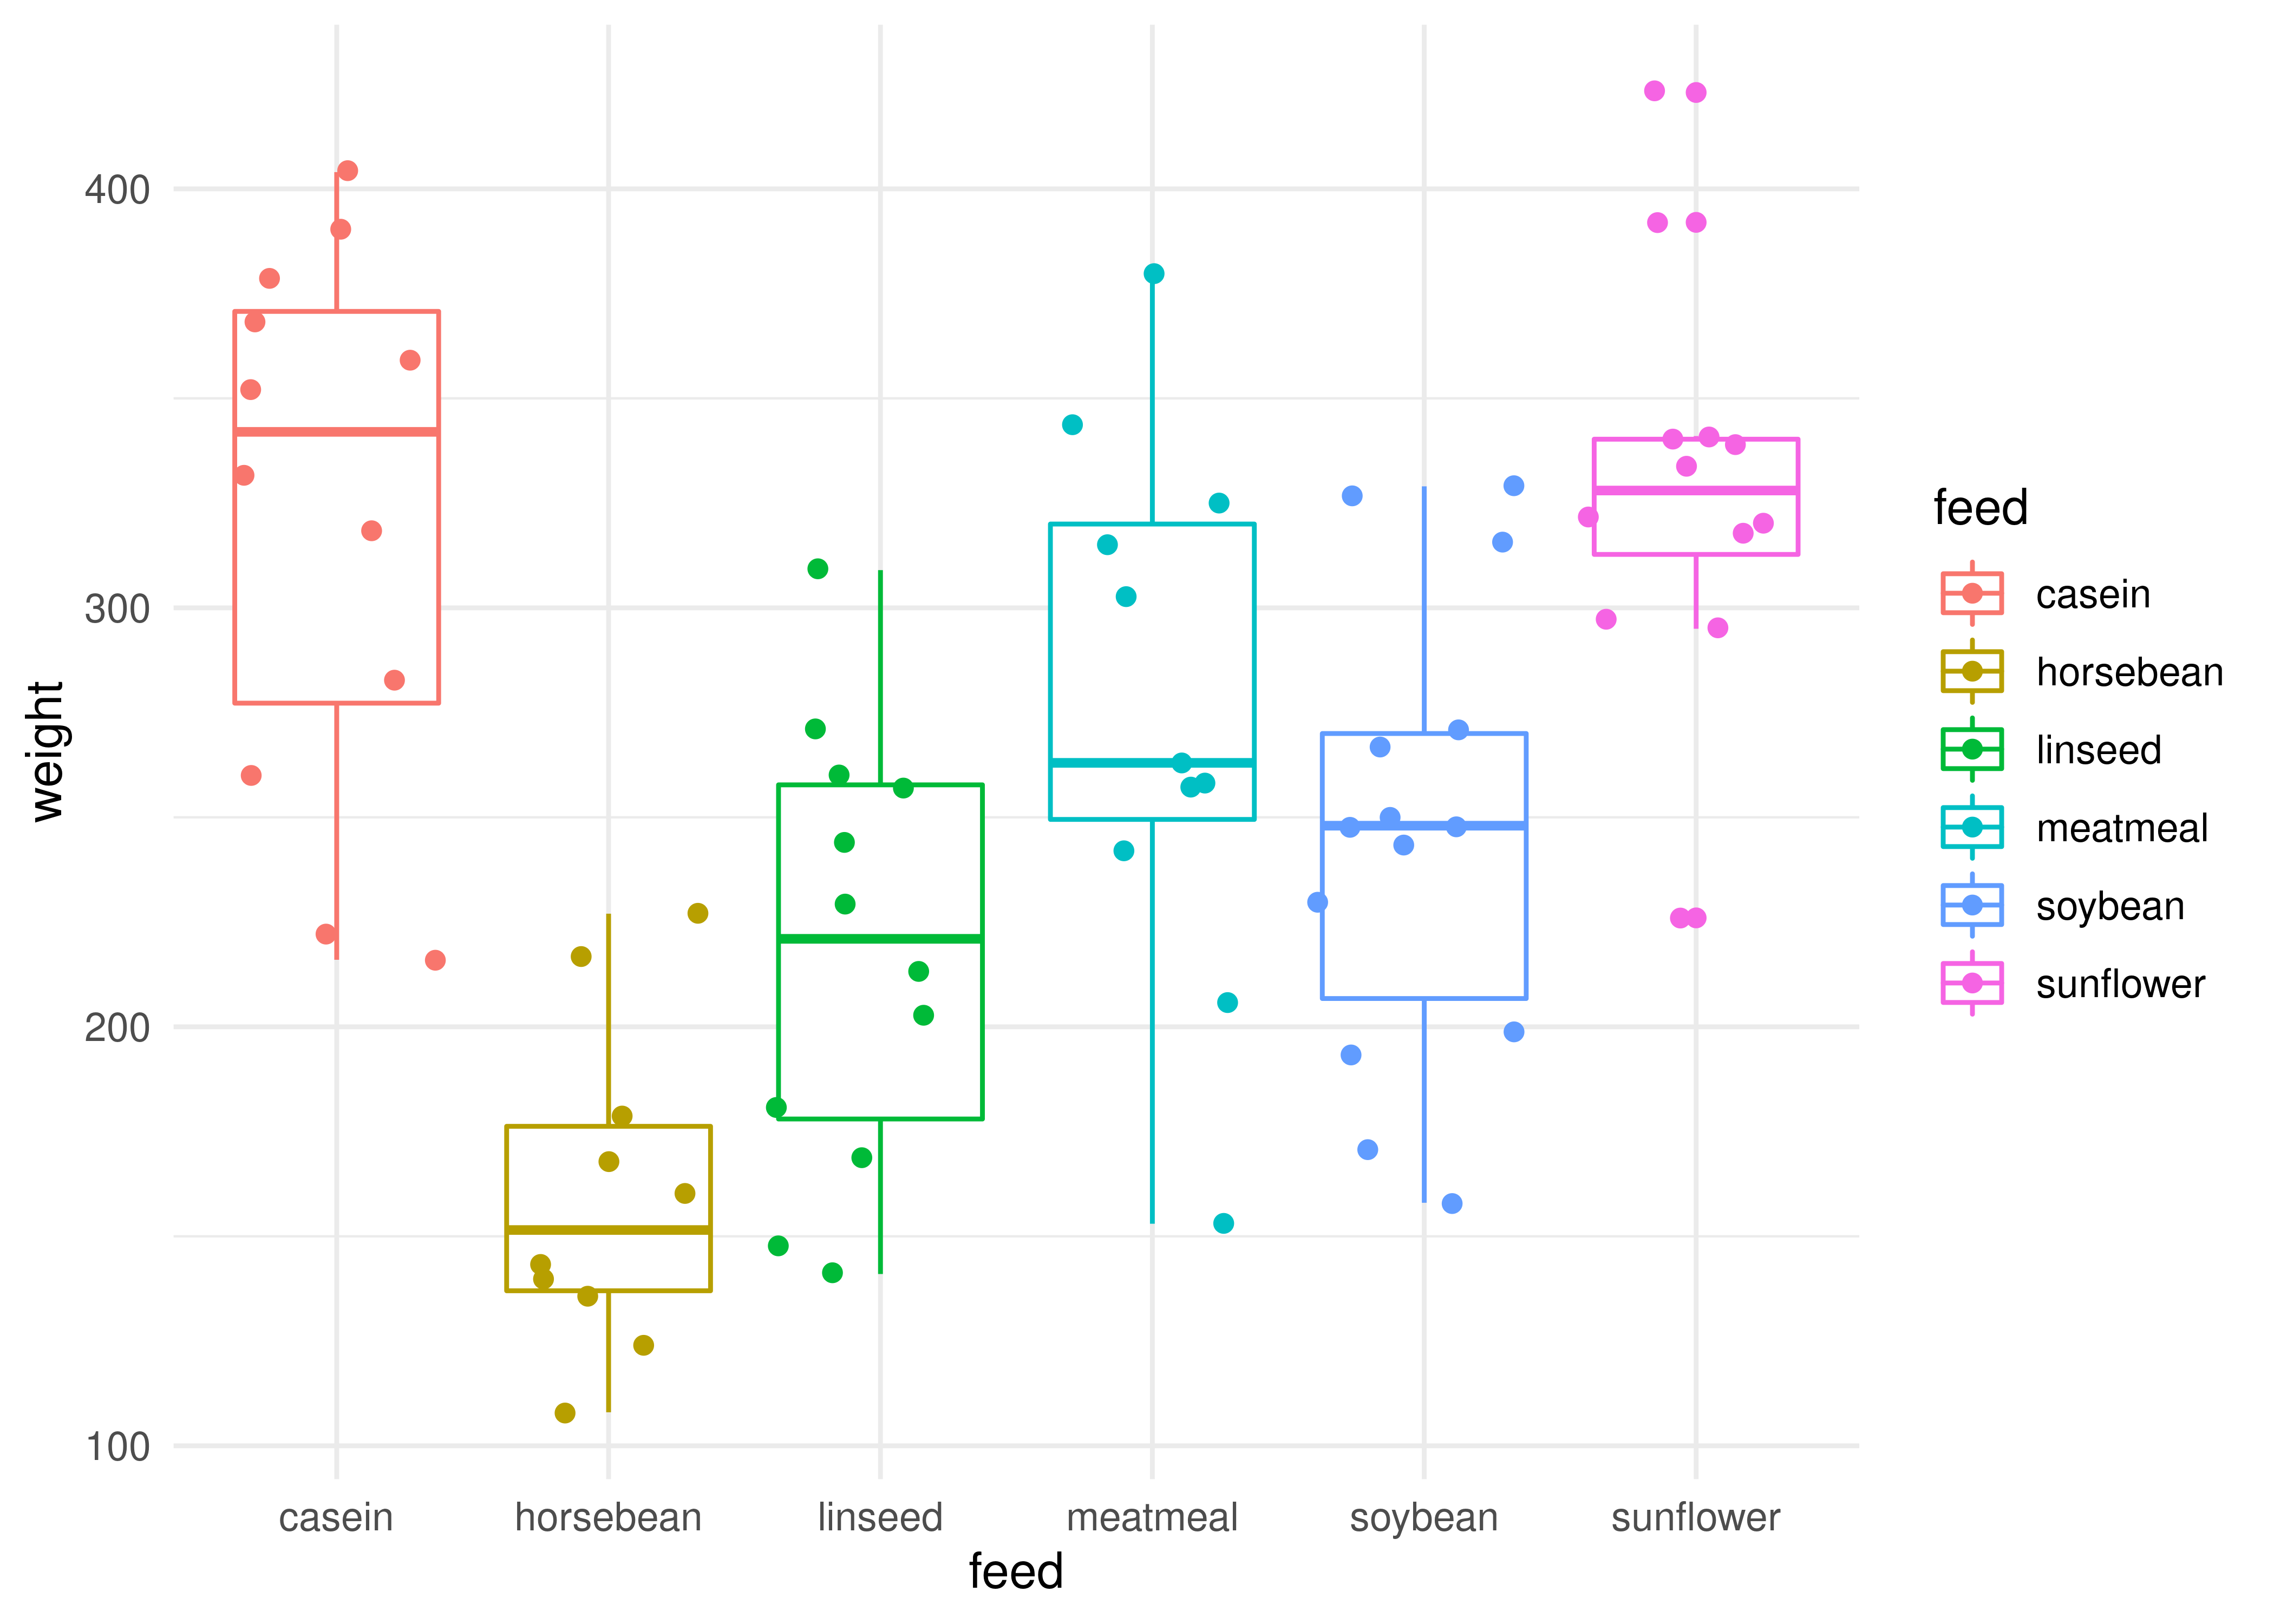 400
300
200
100
weight
casein
horsebean
linseed
meatmeal
soybean
sunflower
feed
feed
casein
horsebean
linseed
meatmeal
soybean
sunflower